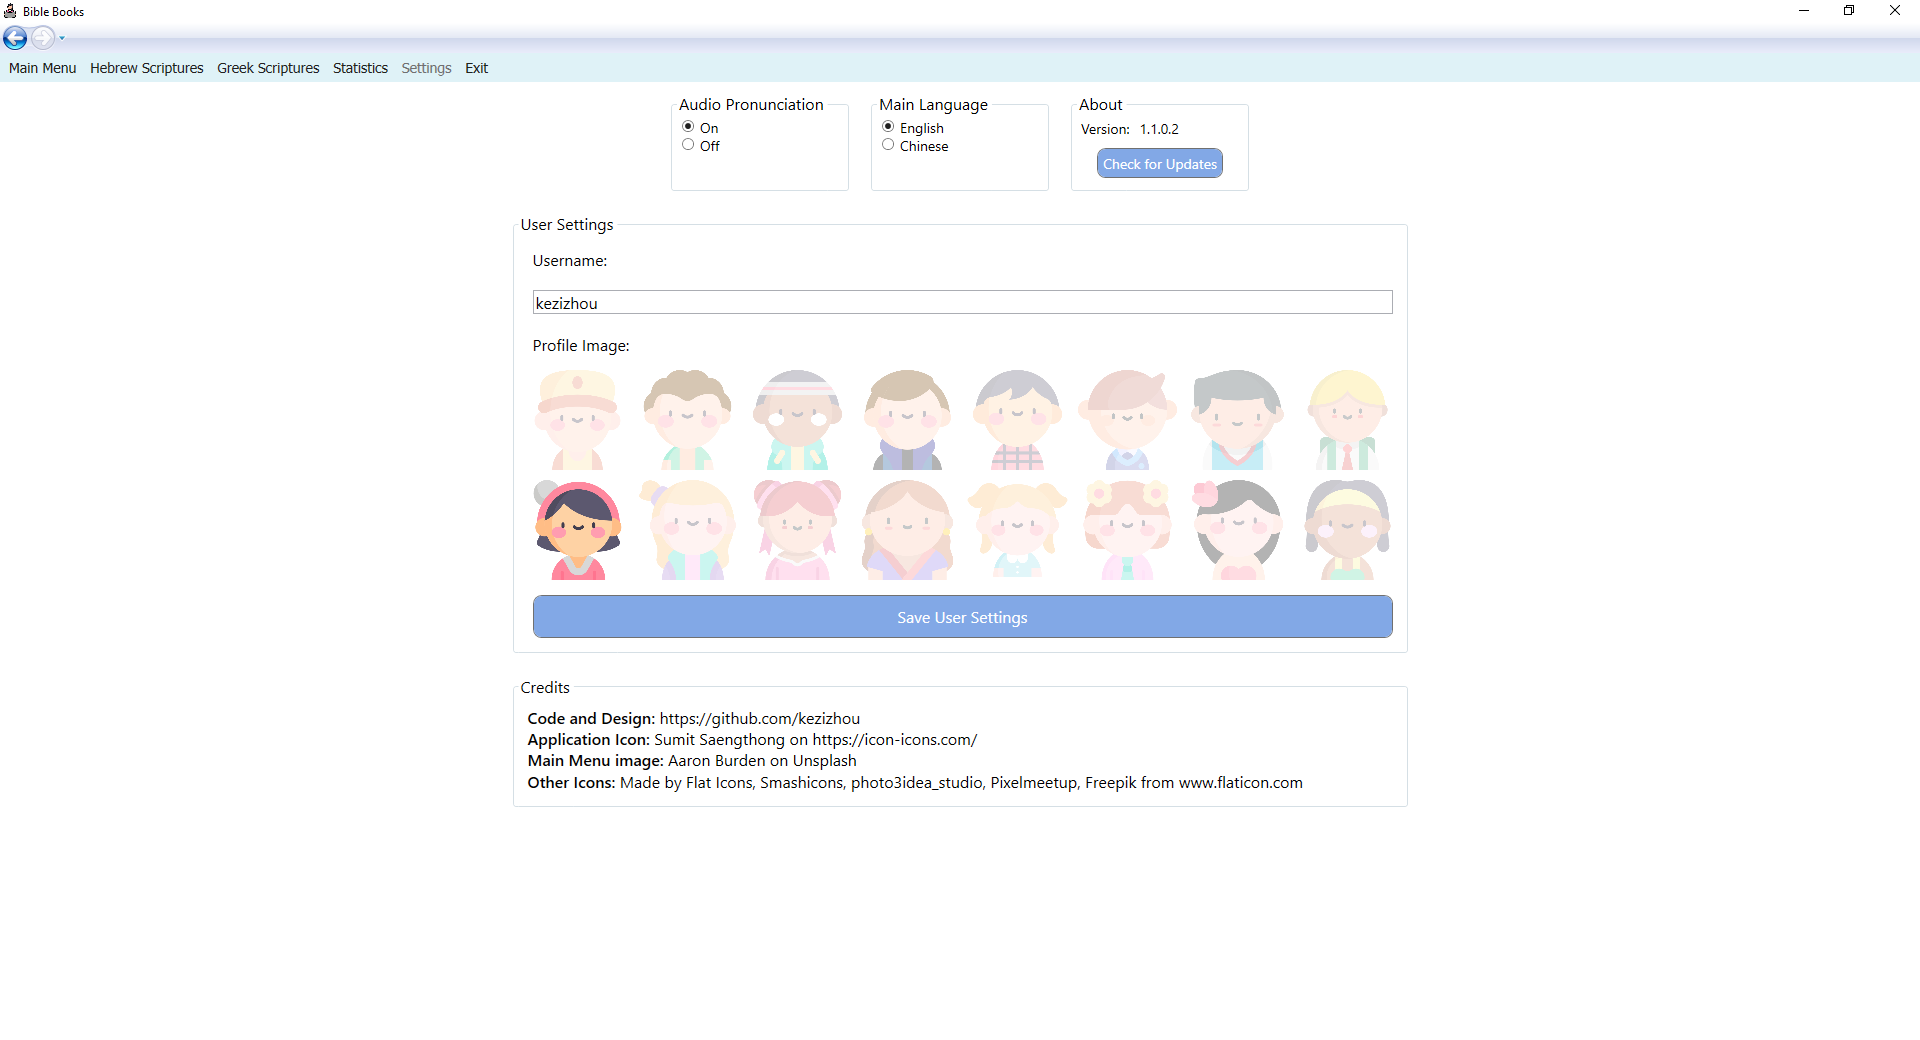 Bible Books
Main Menu Hebrew Scriptures Greek Scriptures Statistics Settings Exit
Audio Pronunciation
On
Off
Main Language
English
Chinese
About
Version: 1.1.0.2
Check for Updates
User Settings
Username:
kezizhou
Profile Image:
Save User Settings
Credits
Code and Design: https://github.com/kezizhou
Application Icon: Sumit Saengthong on https://icon-icons.com/
Main Menu image: Aaron Burden on Unsplash
Other Icons: Made by Flat Icons, Smashicons, photo3idea_studio, Pixelmeetup, Freepik from www.flaticon.com